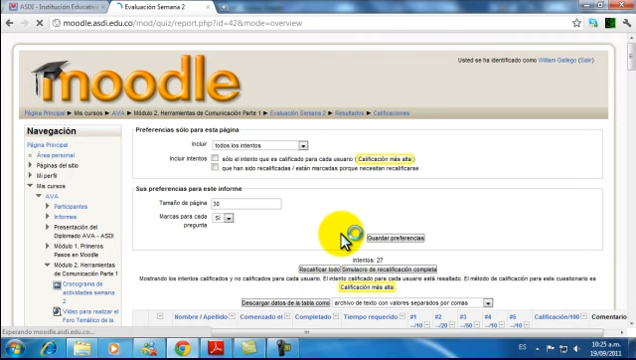 ASDI - Institución Educativ...
Evaluación Semana 2
moodle.asdi.edu.co/mod/quiz/report.php?id=42&mode=overview
moodle
Usted se ha identificado como William Gallego (Salir)
Página Principal ► Mis cursos ► AVA ► Módulo 2. Herramientas de Comunicación Parte 1 ► Evaluación Semana 2 ► Resultados ► Calificaciones
Navegación
Página Principal
Área personal
Páginas del sitio
Mi perfil
Mis cursos
AVA
Participantes
Informes
Presentación del
Diplomado AVA - ASDI
Módulo 1. Primeros
Pasos en Moodle
Módulo 2. Herramientas
de Comunicación Parte 1
Cronograma de
actividades semana
2
Video para realizar el
Foro Temático de la
Preferencias sólo para esta página
Incluir todos los intentos
Incluir intentos sólo el intento que es calificado para cada usuario (Calificación más alta)
que han sido recalificadas / están marcadas porque necesitan recalificarse
Sus preferencias para este informe
Tamaño de página 30
Marcas para cada Sí
pregunta
Guardar preferencias
Intentos: 27
Recalificar todo Simulacro de recalificación completa
Mostrando los intentos calificados y no calificados para cada usuario. El intento calificado para cada usuario está resaltado. El método de calificación para este cuestionario es
Calificación más alta.
Descargar datos de la tabla como archivo de texto con valores separados por comas
Nombre / Apellido Comenzado el Completado Tiempo requerido #1 #2 #3 #4 #5 Calificación/100 Comentario
--/10 --/20 --/50 --/10 --/10
Esperando moodle.asdi.edu.co...
ES
10:25 a.m.
19/09/2011